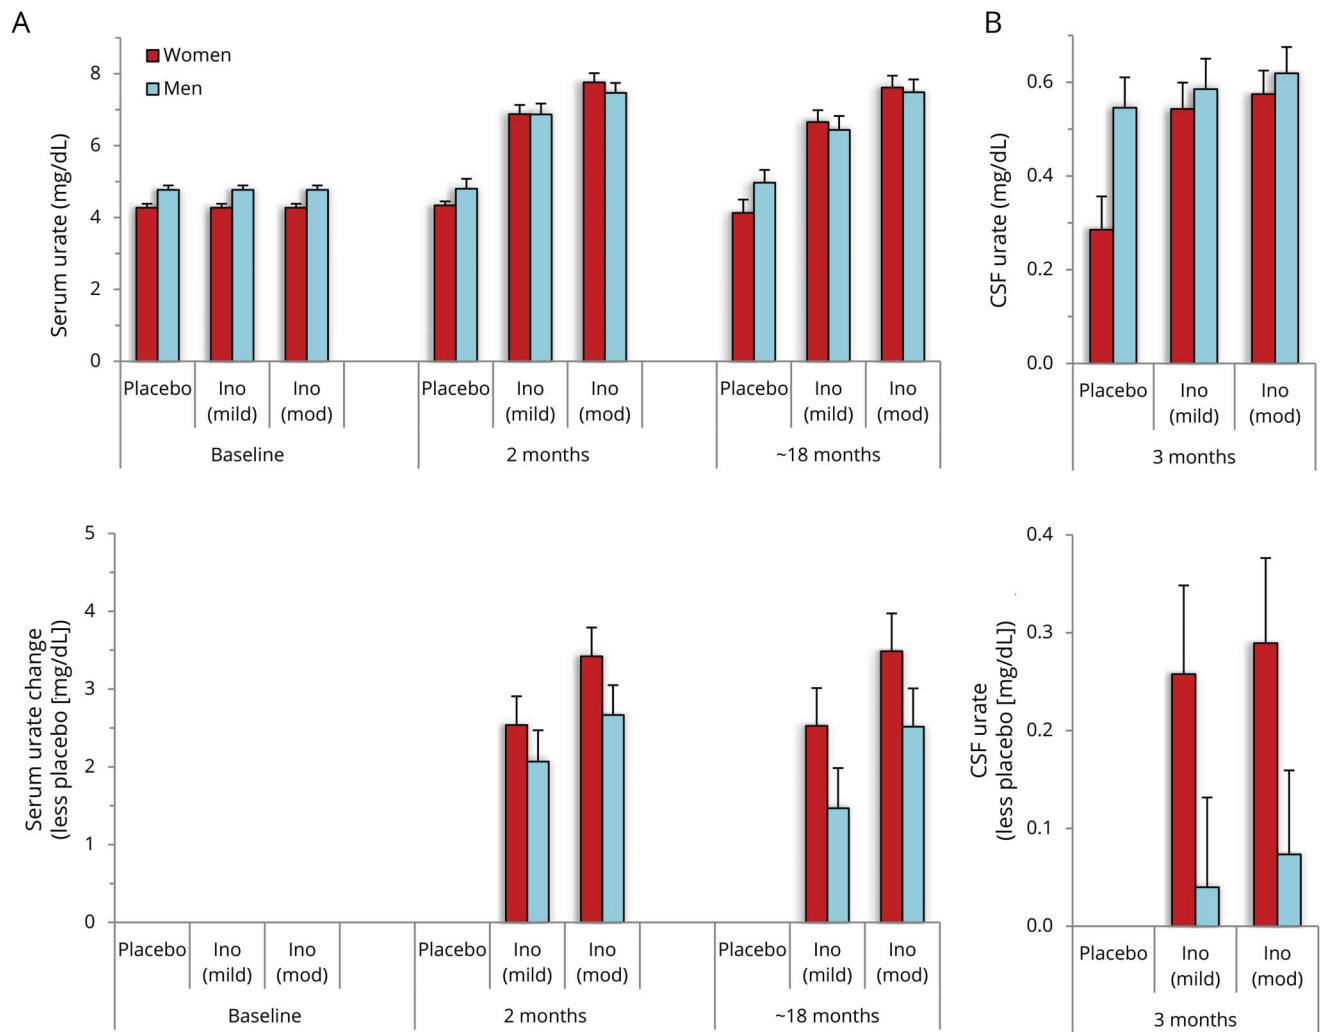 A
Women
Men
Serum urate (mg/dL)
8
6
4
2
0
Placebo Ino (mild) Ino (mod) Placebo Ino (mild) Ino (mod) Placebo Ino (mild) Ino (mod)
Baseline 2 months ~18 months
B
CSF urate (mg/dL)
0.6
0.4
0.2
0.0
Placebo Ino (mild) Ino (mod)
3 months
Serum urate change
(less placebo [mg/dL])
5
4
3
2
1
0
Placebo Ino (mild) Ino (mod) Placebo Ino (mild) Ino (mod) Placebo Ino (mild) Ino (mod)
Baseline 2 months ~18 months
CSF urate
(less placebo [mg/dL])
0.4
0.3
0.2
0.1
0.0
Placebo Ino (mild) Ino (mod)
3 months